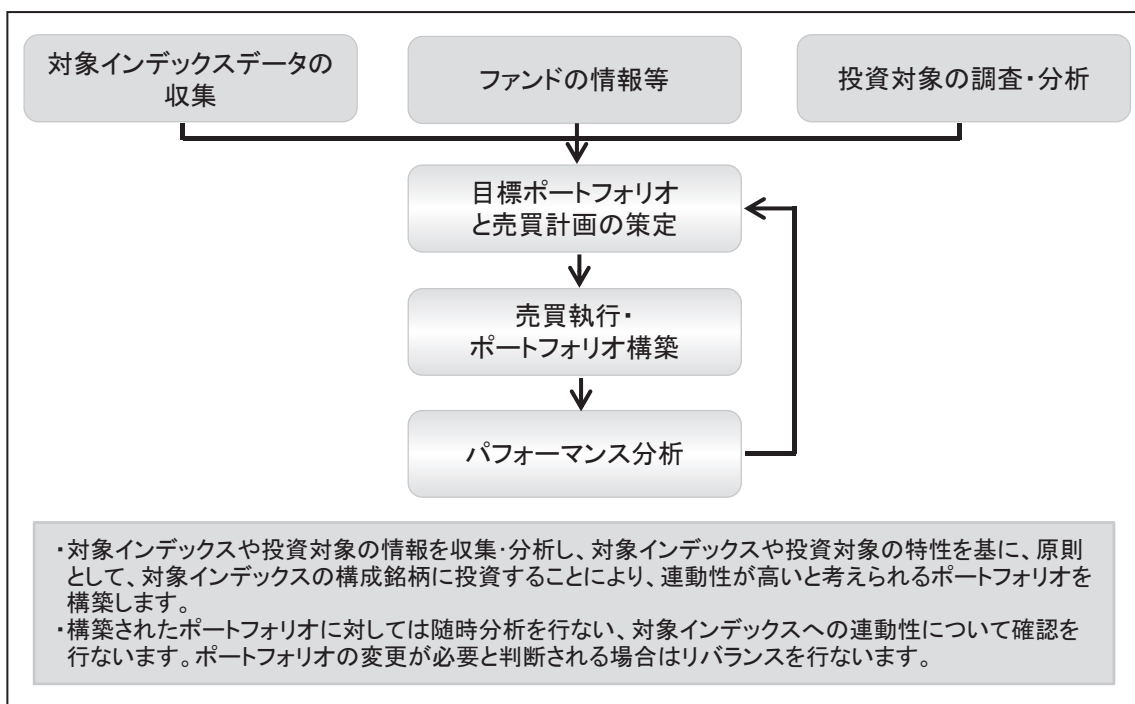 対象インデックスデータの
収集
ファンドの情報等
投資対象の調査・分析
目標ポートフォリオ
と売買計画の策定
売買執行・
ポートフォリオ構築
パフォーマンス分析
・対象インデックスや投資対象の情報を収集・分析し、対象インデックスや投資対象の特性を基に、原則
として、対象インデックスの構成銘柄に投資することにより、連動性が高いと考えられるポートフォリオを
構築します。
・構築されたポートフォリオに対しては随時分析を行ない、対象インデックスへの連動性について確認を
行ないます。ポートフォリオの変更が必要と判断される場合はリバランスを行ないます。